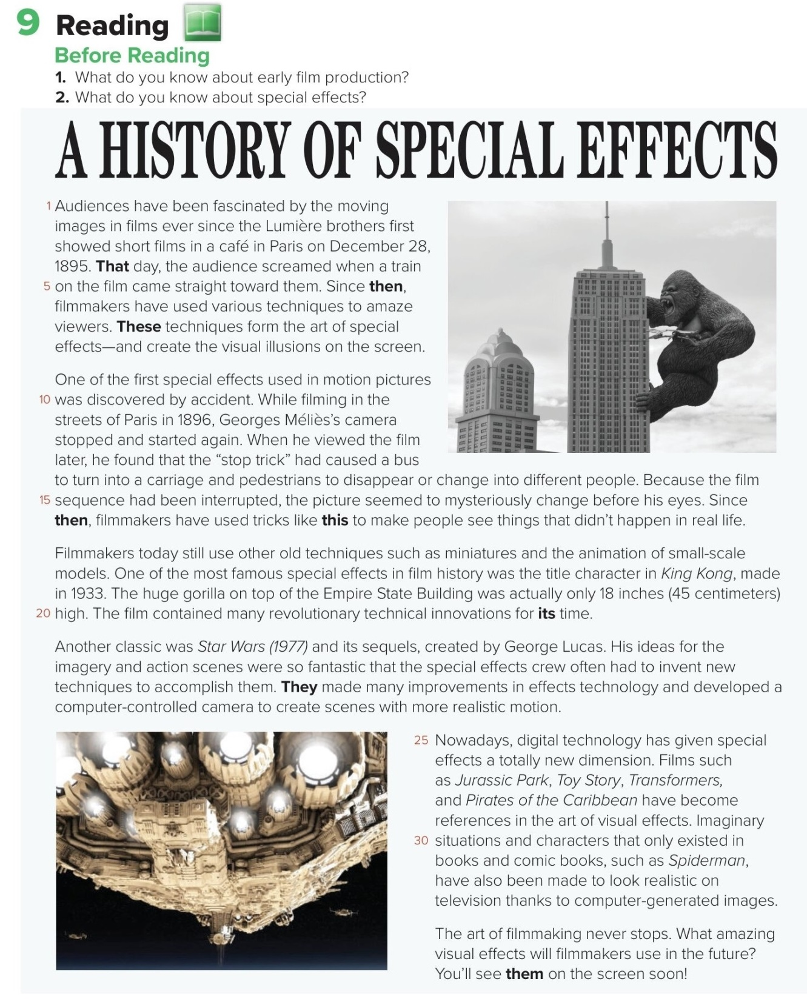 9 Reading
Before Reading
1. What do you know about early film production?
2. What do you know about special effects?
A HISTORY OF SPECIAL EFFECTS
1 Audiences have been fascinated by the moving
images in films ever since the Lumière brothers first
showed short films in a café in Paris on December 28,
1895. That day, the audience screamed when a train
5 on the film came straight toward them. Since then,
filmmakers have used various techniques to amaze
viewers. These techniques form the art of special
effects—and create the visual illusions on the screen.
One of the first special effects used in motion pictures
10 was discovered by accident. While filming in the
streets of Paris in 1896, Georges Méliès's camera
stopped and started again. When he viewed the film
later, he found that the “stop trick” had caused a bus
to turn into a carriage and pedestrians to disappear or change into different people. Because the film
15 sequence had been interrupted, the picture seemed to mysteriously change before his eyes. Since
then, filmmakers have used tricks like this to make people see things that didn't happen in real life.
Filmmakers today still use other old techniques such as miniatures and the animation of small-scale
models. One of the most famous special effects in film history was the title character in King Kong, made
in 1933. The huge gorilla on top of the Empire State Building was actually only 18 inches (45 centimeters)
20 high. The film contained many revolutionary technical innovations for its time.
Another classic was Star Wars (1977) and its sequels, created by George Lucas. His ideas for the
imagery and action scenes were so fantastic that the special effects crew often had to invent new
techniques to accomplish them. They made many improvements in effects technology and developed a
computer-controlled camera to create scenes with more realistic motion.
25 Nowadays, digital technology has given special
effects a totally new dimension. Films such
as Jurassic Park, Toy Story, Transformers,
and Pirates of the Caribbean have become
references in the art of visual effects. Imaginary
30 situations and characters that only existed in
books and comic books, such as Spiderman,
have also been made to look realistic on
television thanks to computer-generated images.
The art of filmmaking never stops. What amazing
visual effects will filmmakers use in the future?
You'll see them on the screen soon!